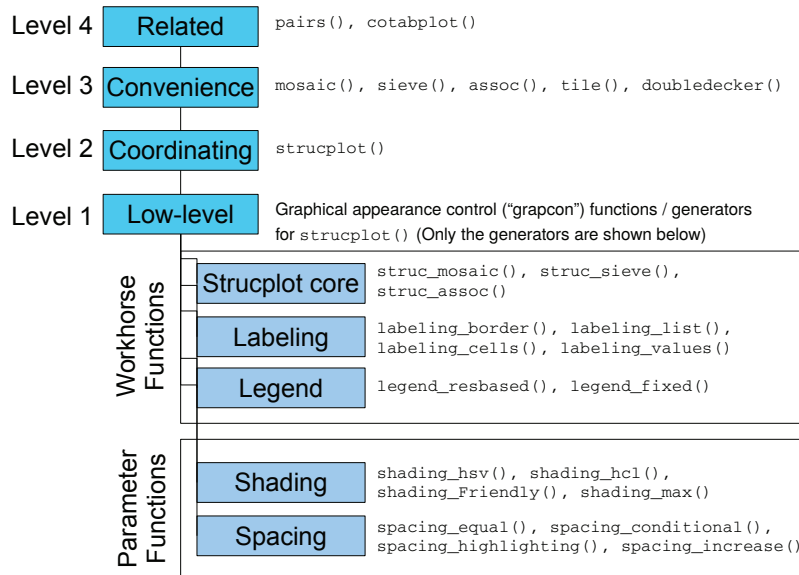 Level 4 Related pairs(), cotabplot()
Level 3 Convenience mosaic(), sieve(), assoc(), tile(), doubledecker()
Level 2 Coordinating strucplot()
Level 1 Low-level Graphical appearance control (“grapcon”) functions / generators
for strucplot() (Only the generators are shown below)
Workhorse
Functions
Strucplot core struc_mosaic(), struc_sieve(),
struc_assoc()
Labeling labeling_border(), labeling_list(),
labeling_cells(), labeling_values()
Legend legend_resbased(), legend_fixed()
Parameter
Functions
Shading shading_hsv(), shading_hcl(),
shading_Friendly(), shading_max()
Spacing spacing_equal(), spacing_conditional(),
spacing_highlighting(), spacing_increase()